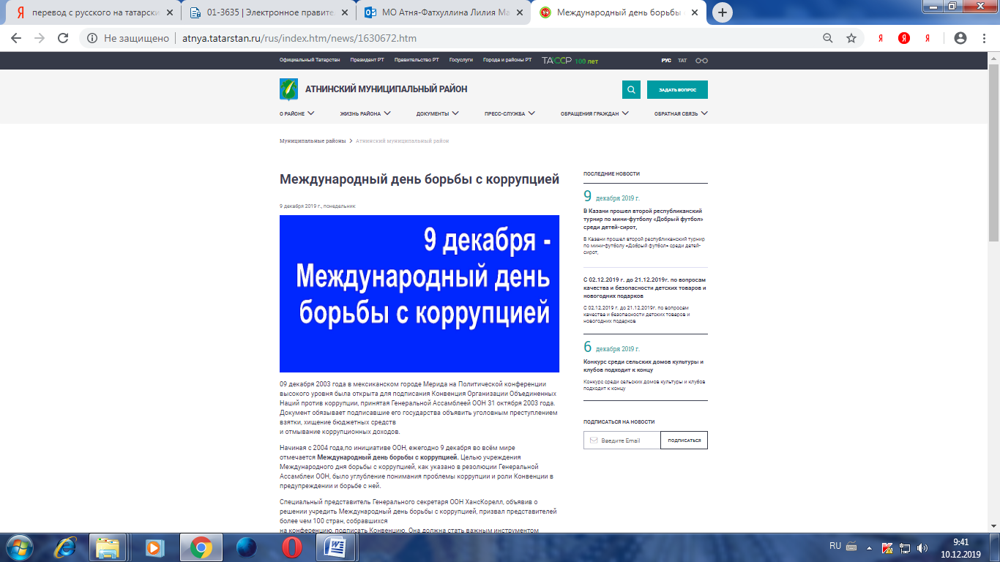 перевод с русского на татарски
01-3635 | Электронное правите
МО Атня-Фатхуллина Лилия Ма
Международный день борьбы
Не защищено
atnya.tatarstan.ru/rus/index.htm/news/1630672.htm
Официальный Татарстан Президент РТ Правительство РТ Госуслуги Города и районы РТ ТАССР 100 лет РУС ТАТ
АТНИНСКИЙ МУНИЦИПАЛЬНЫЙ РАЙОН
ЗАДАТЬ ВОПРОС
О РАЙОНЕ ЖИЗНЬ РАЙОНА ДОКУМЕНТЫ ПРЕСС-СЛУЖБА ОБРАЩЕНИЯ ГРАЖДАН ОБРАТНАЯ СВЯЗЬ
Муниципальные районы > Атнинский муниципальный район
Международный день борьбы с коррупцией
9 декабря 2019 г., понедельник
9 декабря -
Международный день
борьбы с коррупцией
09 декабря 2003 года в мексиканском городе Мерида на Политической конференции
высокого уровня была открыта для подписания Конвенция Организации Объединенных
Наций против коррупции, принятая Генеральной Ассамблеей ООН 31 октября 2003 года.
Документ обязывает подписавшие его государства объявить уголовным преступлением
взятки, хищение бюджетных средств
и отмывание коррупционных доходов.
Начиная с 2004 года,по инициативе ООН, ежегодно 9 декабря во всём мире
отмечается Международный день борьбы с коррупцией. Целью учреждения
Международного дня борьбы с коррупцией, как указано в резолюции Генеральной
Ассамблеи ООН, было углубление понимания проблемы коррупции и роли Конвенции в
предупреждении и борьбе с ней.
Специальный представитель Генерального секретаря ООН ХансКорелл, объявив о
решении учредить Международный день борьбы с коррупцией, призвал представителей
более чем 100 стран, собравшихся
на конференцию, подписать Конвенцию. Она должна стать важным инструментом
ПОСЛЕДНИЕ НОВОСТИ
9 декабря 2019 г.
В Казани прошел второй республиканский
турнир по мини-футболу «Добрый футбол»
среди детей-сирот,
В Казани прошел второй республиканский турнир
по мини-футболу «Добрый футбол» среди детей-
сирот,
С 02.12.2019 г. до 21.12.2019г. по вопросам
качества и безопасности детских товаров и
новогодних подарков
С 02.12.2019 г. до 21.12.2019г. по вопросам
качества и безопасности детских товаров и
новогодних подарков
6 декабря 2019 г.
Конкурс среди сельских домов культуры и
клубов подходит к концу
Конкурс среди сельских домов культуры и клубов
подходит к концу
ПОДПИСАТЬСЯ НА НОВОСТИ
Введите Email
ПОДПИСАТЬСЯ
RU
9:41
10.12.2019